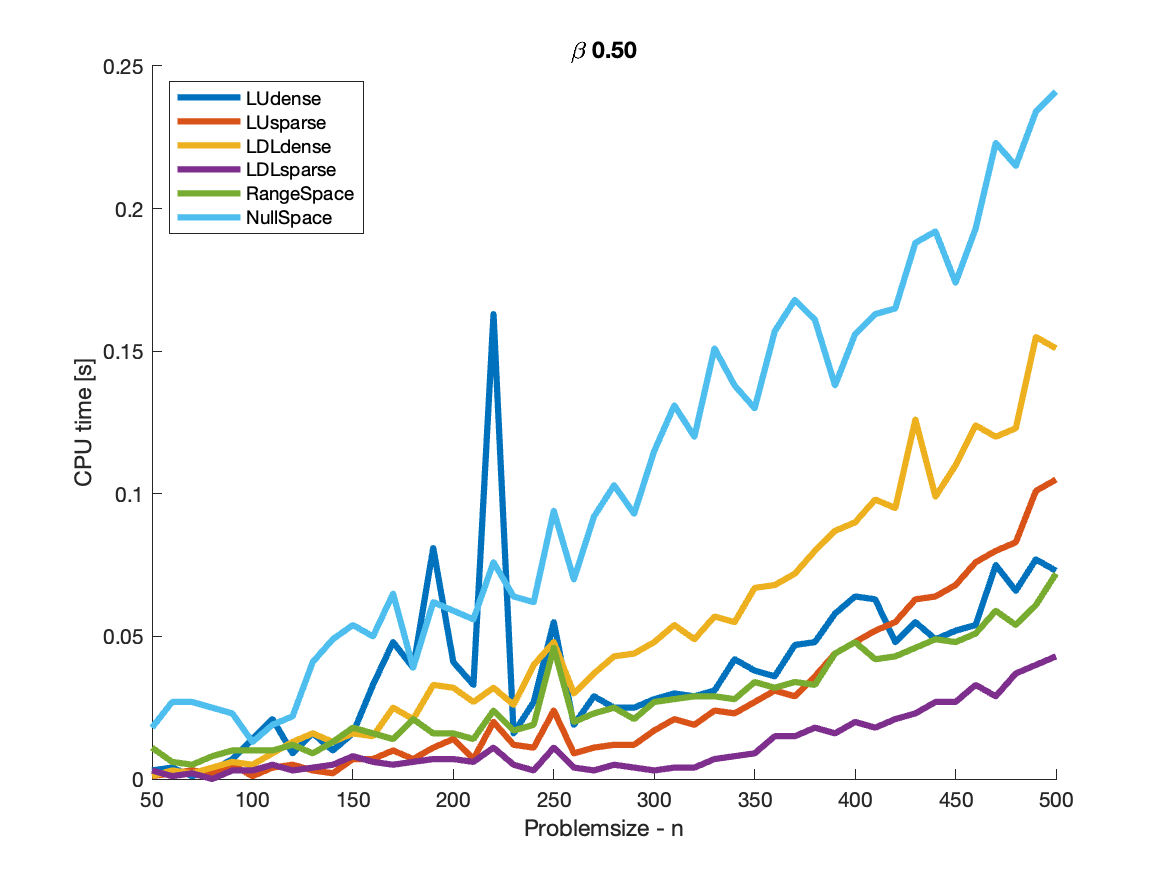 β 0.50
0.25
0.2
0.15
0.1
0.05
0
CPU time [s]
LUdense
LUsparse
LDLdense
LDLsparse
RangeSpace
NullSpace
50 100 150 200 250 300 350 400 450 500
Problemsize - n